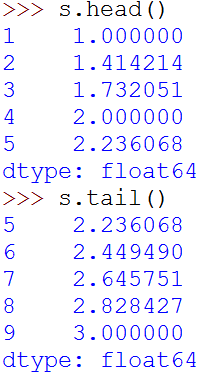 >>> s.head()
1    1.000000
2    1.414214
3    1.732051
4    2.000000
5    2.236068
dtype: float64
>>> s.tail()
5    2.236068
6    2.449490
7    2.645751
8    2.828427
9    3.000000
dtype: float64